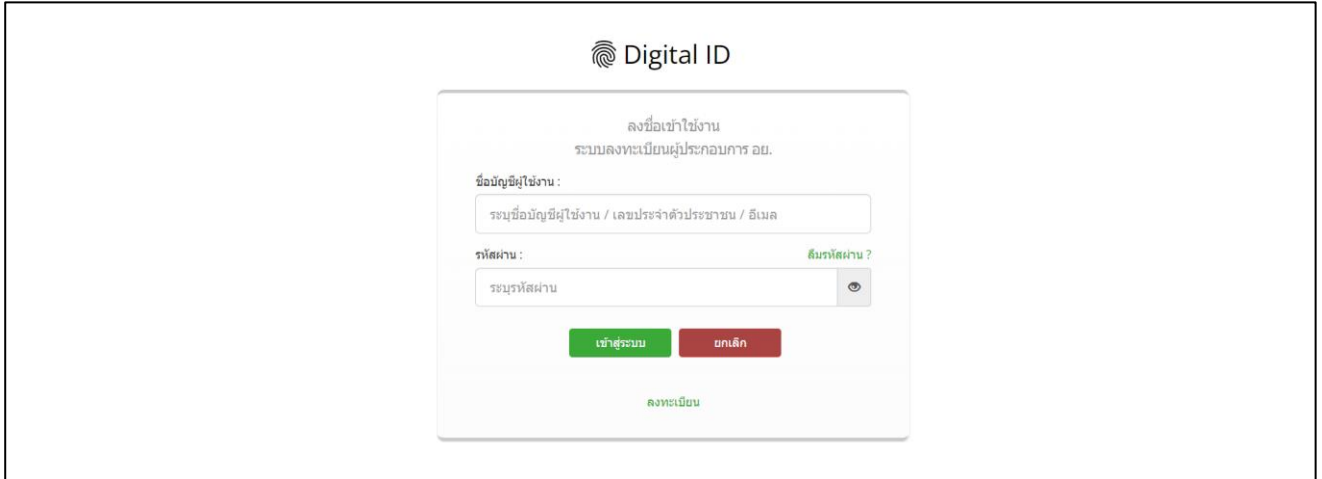 Digital ID
ลงชื่อเข้าใช้งาน
ระบบลงทะเบียนผู้ประกอบการ อย.
ชื่อบัญชีผู้ใช้งาน :
ระบุชื่อบัญชีผู้ใช้งาน / เลขประจำตัวประชาชน / อีเมล
รหัสผ่าน : ลืมรหัสผ่าน ?
ระบุรหัสผ่าน
เข้าสู่ระบบ ยกเลิก
ลงทะเบียน